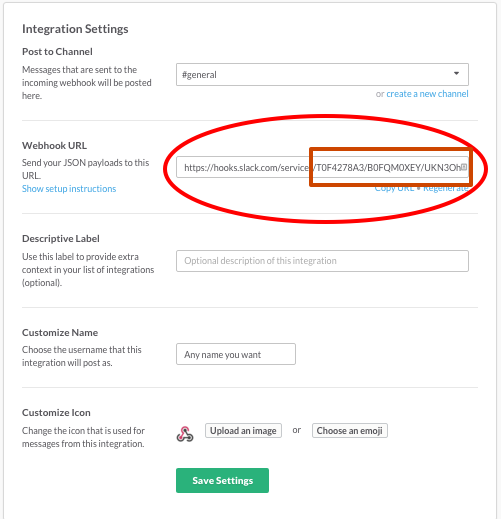 Integration Settings
Post to Channel
Messages that are sent to the
incoming webhook will be posted
here.
#general
or create a new channel
Webhook URL
Send your JSON payloads to this
URL.
Show setup instructions
https://hooks.slack.com/service/T0F4278A3/B0FQM0XEY/UKN3Oh
Copy URL • Regenerate
Descriptive Label
Use this label to provide extra
context in your list of integrations
(optional).
Optional description of this integration
Customize Name
Choose the username that this
integration will post as.
Any name you want
Customize Icon
Change the icon that is used for
messages from this integration.
Upload an image
or
Choose an emoji
Save Settings